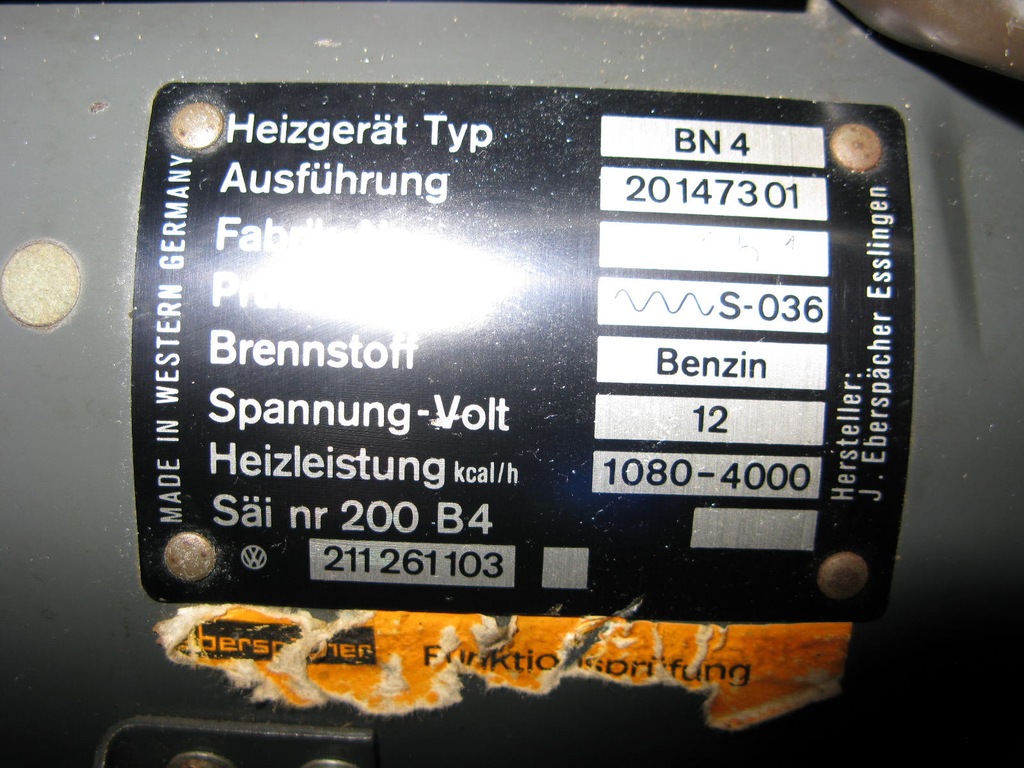 Heizgerät Typ BN 4
Ausführung 20147301
S-036
Brennstoff Benzin
Spannung-Volt 12
Heizleistung kcal/h 1080-4000
Säi nr 200 B4
211 261 103
MADE IN WESTERN GERMANY
Hersteller:
J. Eberspächer Esslingen
Funktionsprüfung